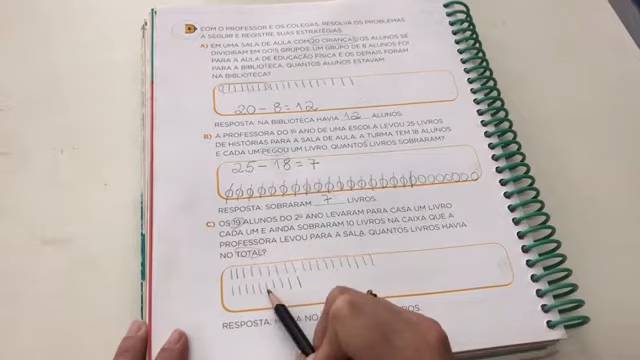 COM O PROFESSOR E OS COLEGAS, RESOLVA OS PROBLEMAS
A SEGUIR E REGISTRE SUAS ESTRATÉGIAS.
A) EM UMA SALA DE AULA COM 20 CRIANÇAS, OS ALUNOS SE
DIVIDIRAM EM DOIS GRUPOS: UM GRUPO DE 8 ALUNOS FOI
PARA A AULA DE EDUCAÇÃO FÍSICA E OS DEMAIS FORAM
PARA A BIBLIOTECA. QUANTOS ALUNOS ESTAVAM
NA BIBLIOTECA?
20 - 8 = 12
RESPOSTA: NA BIBLIOTECA HAVIA 12 ALUNOS.
B) A PROFESSORA DO 1º ANO DE UMA ESCOLA LEVOU 25 LIVROS
DE HISTÓRIAS PARA A SALA DE AULA. A TURMA TEM 18 ALUNOS
E CADA UM PEGOU UM LIVRO. QUANTOS LIVROS SOBRARAM?
25 - 18 = 7
RESPOSTA: SOBRARAM 7 LIVROS.
C) OS 19 ALUNOS DO 2º ANO LEVARAM PARA CASA UM LIVRO
CADA UM E AINDA SOBRARAM 10 LIVROS NA CAIXA QUE A
PROFESSORA LEVOU PARA A SALA. QUANTOS LIVROS HAVIA
NO TOTAL?
RESPOSTA: